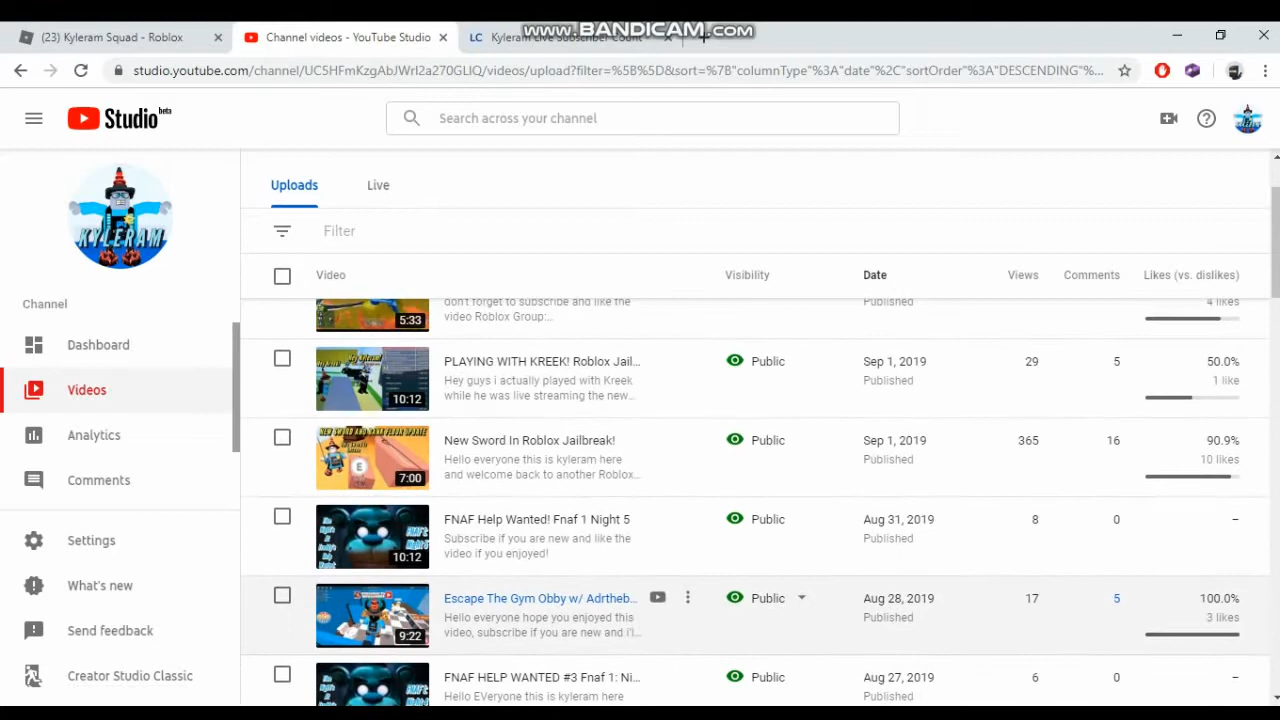 www.BANDICAM.com
(23) Kyleram Squad - Roblox
Channel videos - YouTube Studio
LC Kyleram Live Subscriber Count
studio.youtube.com/channel/UC5HFmKzgAbJWrI2a270GLIQ/videos/upload?filter=%5B%5D&sort=%7B"columnType"%3A"date"%2C"sortOrder"%3A"DESCENDING"%...
Studio beta
Search across your channel
KYLERAM
Channel
Dashboard
Videos
Analytics
Comments
Settings
What's new
Send feedback
Creator Studio Classic
Uploads
Live
Filter
Video
Visibility
Date
Views
Comments
Likes (vs. dislikes)
don't forget to subscribe and like the
video Roblox Group:...
5:33
4 likes
PLAYING WITH KREEK! Roblox Jail...
Hey guys i actually played with Kreek
while he was live streaming the new...
10:12
Public
Sep 1, 2019
Published
29
5
50.0%
1 like
New Sword In Roblox Jailbreak!
Hello everyone this is kyleram here
and welcome back to another Roblox...
7:00
Public
Sep 1, 2019
Published
365
16
90.9%
10 likes
FNAF Help Wanted! Fnaf 1 Night 5
Subscribe if you are new and like the
video if you enjoyed!
10:12
Public
Aug 31, 2019
Published
8
0
–
Escape The Gym Obby w/ Adrtheb...
Hello everyone hope you enjoyed this
video, subscribe if you are new and i'l...
9:22
Public
Aug 28, 2019
Published
17
5
100.0%
3 likes
FNAF HELP WANTED #3 Fnaf 1: Ni...
Hello EVeryone this is kyleram here
Public
Aug 27, 2019
Published
6
0
–